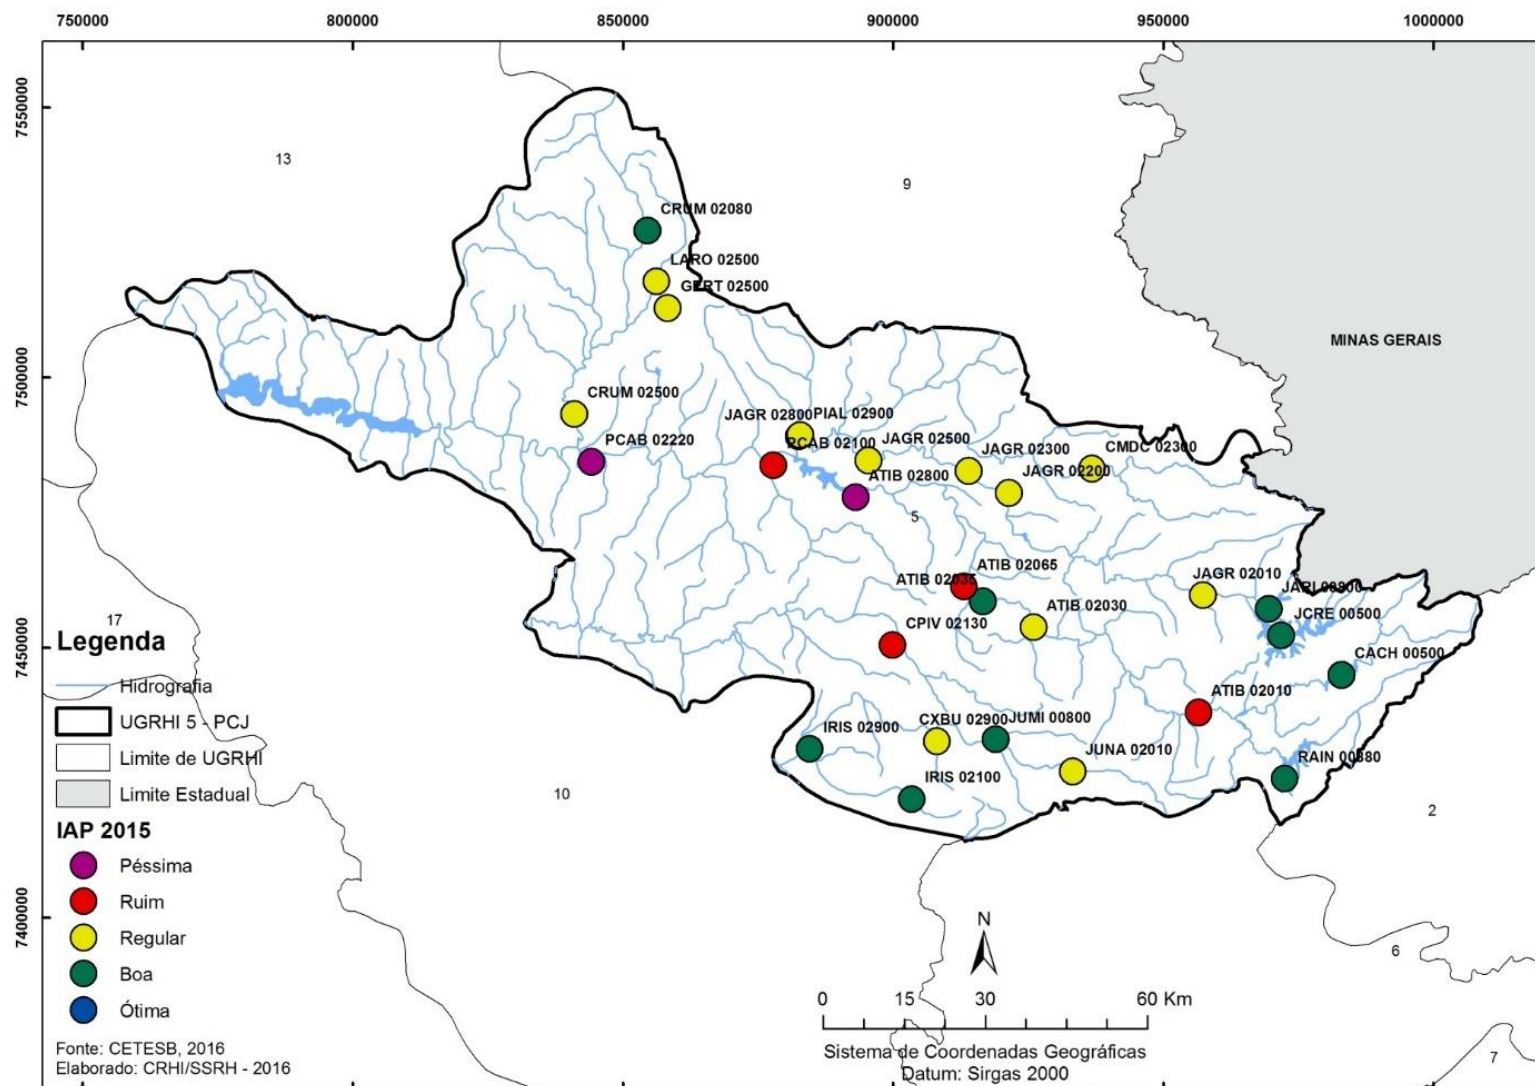 750000 800000 850000 900000 950000 1000000
7550000
13
9
CRUM 02080
LARO 02500
GERT 02500
MINAS GERAIS
7500000
CRUM 02500
JAGR 02800 PIAL 02900
PCAB 02220
PCAB 02100 JAGR 02500
JAGR 02300 CMDC 02300
ATIB 02800
JAGR 02200
5
ATIB 02065
ATIB 02035
JAGR 02010
JARI 00800
ATIB 02030
JCRE 00500
17
CPIV 02130
7450000
CACH 00500
ATIB 02010
IRIS 02900
CXBU 02900 JUMI 00800
JUNA 02010
RAIN 00880
IRIS 02100
10
2
7400000
6
7
Legenda
Hidrografia
UGRHI 5 - PCJ
Limite de UGRHI
Limite Estadual
IAP 2015
Péssima
Ruim
Regular
Boa
Ótima
Fonte: CETESB, 2016
Elaborado: CRHI/SSRH - 2016
N
0 15 30 60 Km
Sistema de Coordenadas Geográficas
Datum: Sirgas 2000